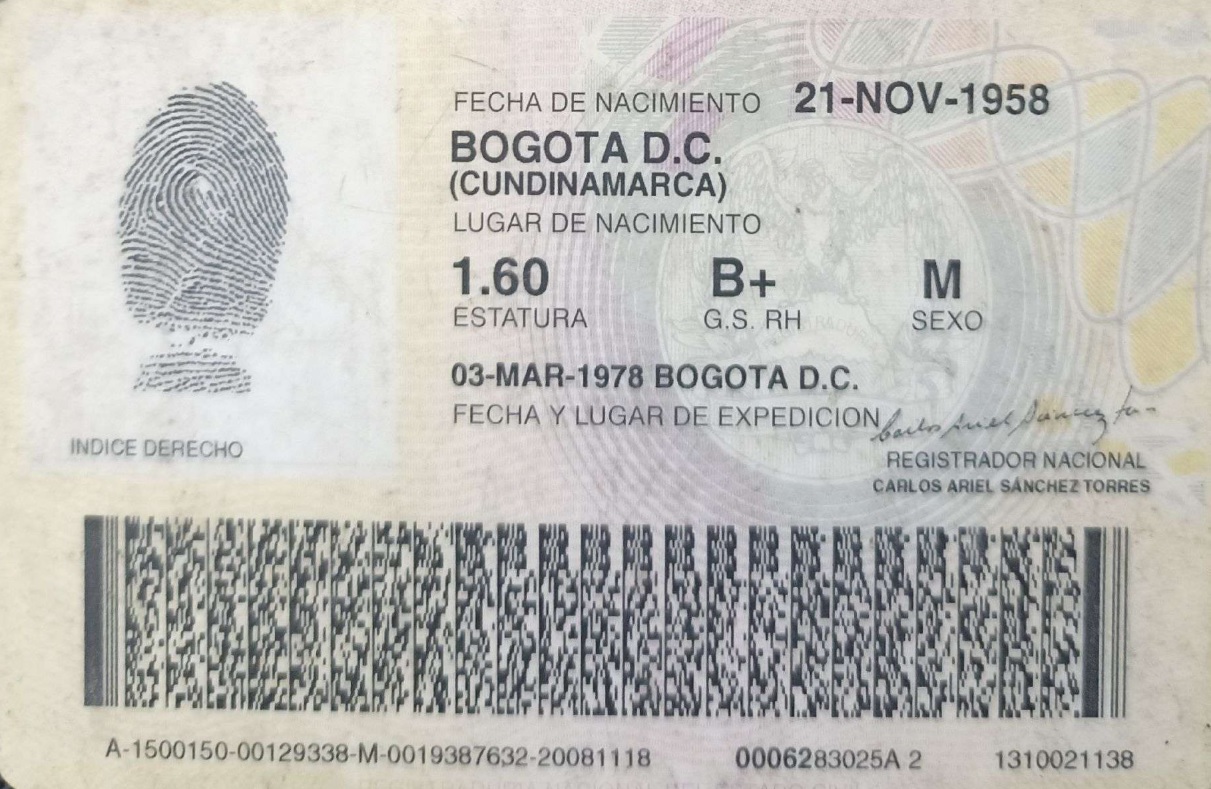 FECHA DE NACIMIENTO 21-NOV-1958
BOGOTA D.C.
(CUNDINAMARCA)
LUGAR DE NACIMIENTO
1.60 B+ M
ESTATURA G.S. RH SEXO
03-MAR-1978 BOGOTA D.C.
FECHA Y LUGAR DE EXPEDICION
INDICE DERECHO
REGISTRADOR NACIONAL
CARLOS ARIEL SÁNCHEZ TORRES
A-1500150-00129338-M-0019387632-20081118 0006283025A 2 1310021138